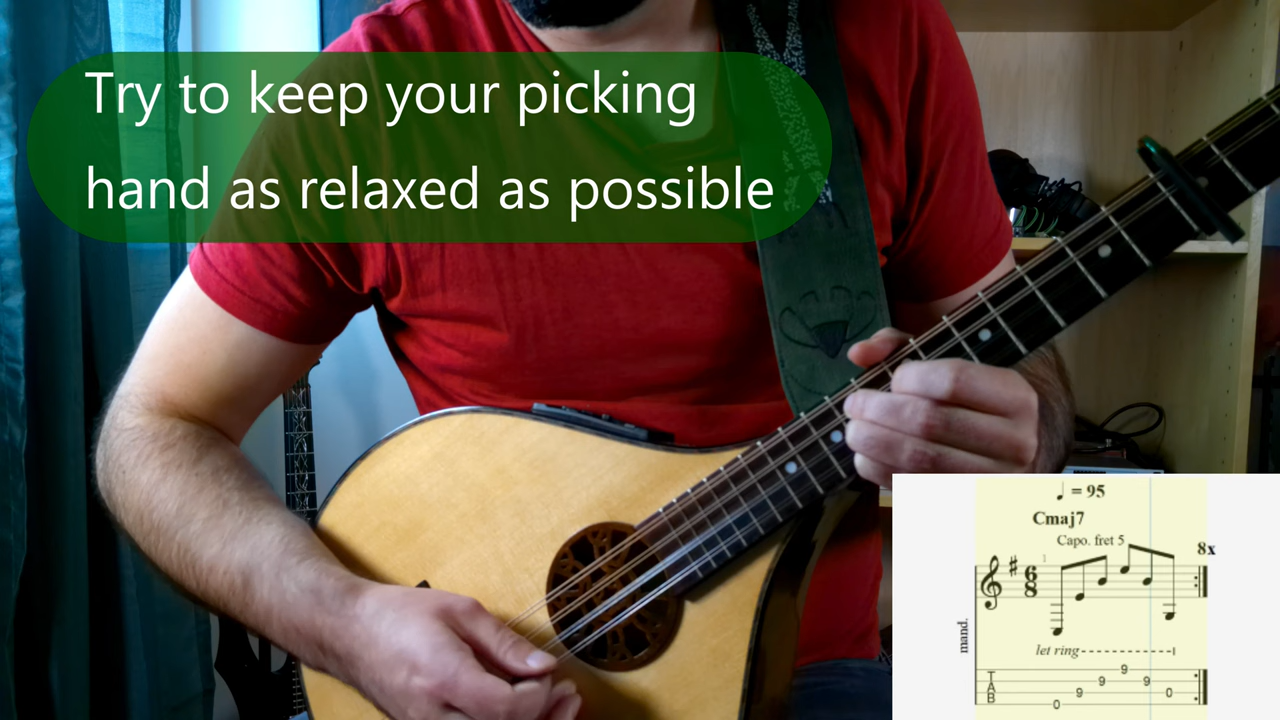 Try to keep your picking
hand as relaxed as possible
♩ = 95
Cmaj7
Capo. fret 5
8x
1
6
8
mand.
let ring
T
A
B
0 9 9 9 9 0